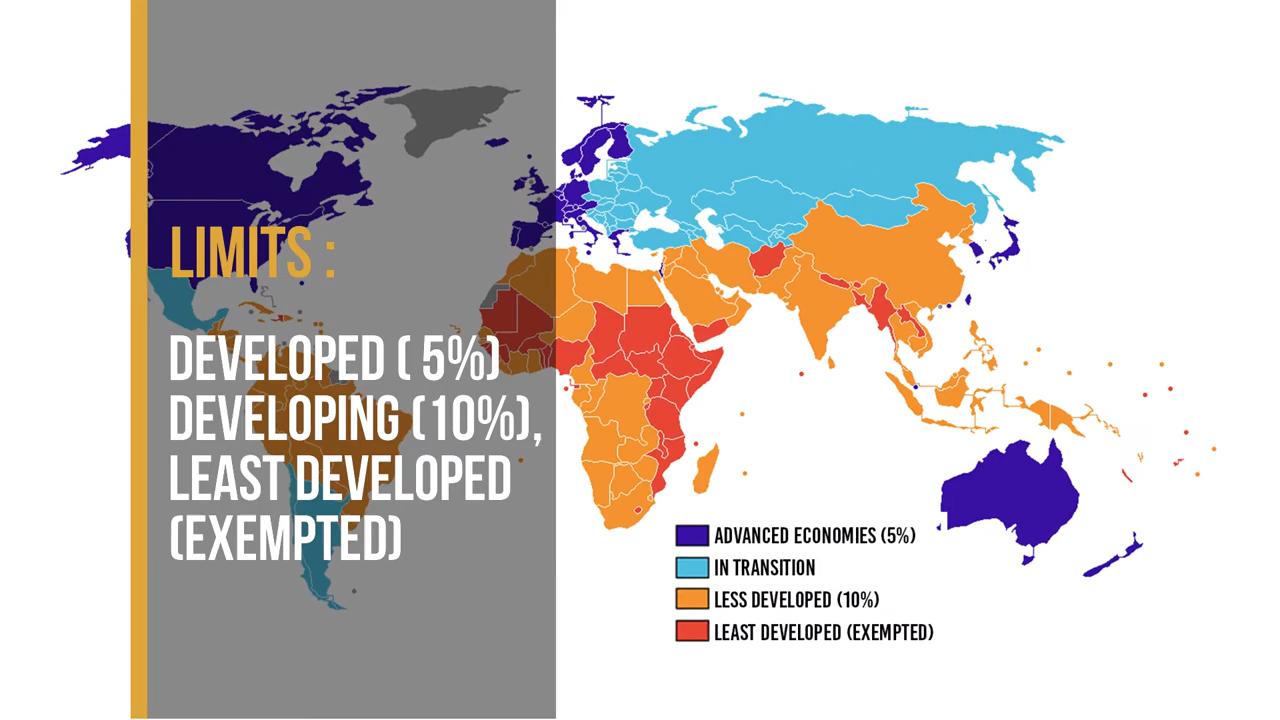 LIMITS :
DEVELOPED ( 5%)
DEVELOPING (10%),
LEAST DEVELOPED
(EXEMPTED)
ADVANCED ECONOMIES (5%)
IN TRANSITION
LESS DEVELOPED (10%)
LEAST DEVELOPED (EXEMPTED)